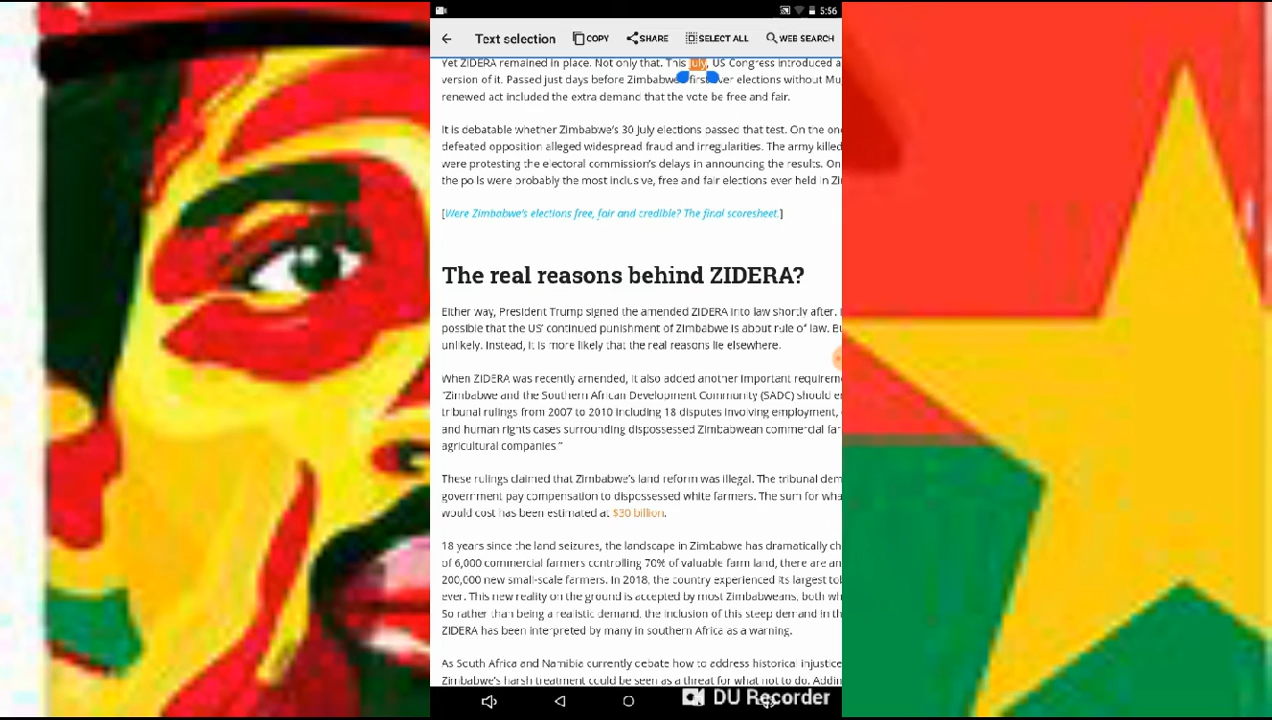 5:56
Text selection COPY SHARE SELECT ALL WEB SEARCH
Yet ZIDERA remained in place. Not only that. This July, US Congress introduced a
version of it. Passed just days before Zimbabwe's first ever elections without Mu
renewed act included the extra demand that the vote be free and fair.
It is debatable whether Zimbabwe's 30 July elections passed that test. On the one
defeated opposition alleged widespread fraud and irregularities. The army killed
were protesting the electoral commission's delays in announcing the results. On
the polls were probably the most inclusive, free and fair elections ever held in Zi
[Were Zimbabwe's elections free, fair and credible? The final scoresheet.]
The real reasons behind ZIDERA?
Either way, President Trump signed the amended ZIDERA into law shortly after.
possible that the US' continued punishment of Zimbabwe is about rule of law. B
unlikely. Instead, it is more likely that the real reasons lie elsewhere.
When ZIDERA was recently amended, it also added another important requirem
"Zimbabwe and the Southern African Development Community (SADC) should e
tribunal rulings from 2007 to 2010 including 18 disputes involving employment,
and human rights cases surrounding dispossessed Zimbabwean commercial far
agricultural companies"
These rulings claimed that Zimbabwe's land reform was illegal. The tribunal dem
government pay compensation to dispossessed white farmers. The sum for wha
would cost has been estimated at $30 billion.
18 years since the land seizures, the landscape in Zimbabwe has dramatically ch
of 6,000 commercial farmers controlling 70% of valuable farm land, there are an
200,000 new small-scale farmers. In 2018, the country experienced its largest tob
ever. This new reality on the ground is accepted by most Zimbabweans, both wh
So rather than being a realistic demand, the inclusion of this steep demand in th
ZIDERA has been interpreted by many in southern Africa as a warning.
As South Africa and Namibia currently debate how to address historical injustice
Zimbabwe's harsh treatment could be seen as a threat for what not to do. Addin
DU Recorder